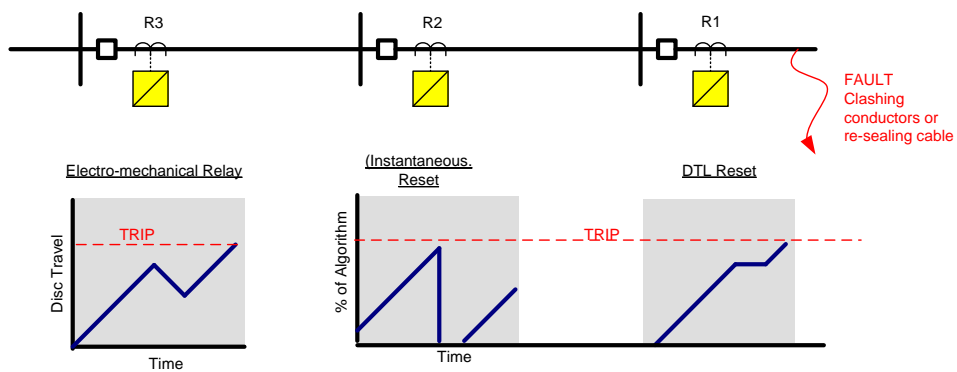 R3
R2
R1
FAULT
Clashing
conductors or
re-sealing cable
Electro-mechanical Relay
(Instantaneous.
Reset
DTL Reset
Disc Travel
TRIP
Time
% of Algorithm
TRIP
Time